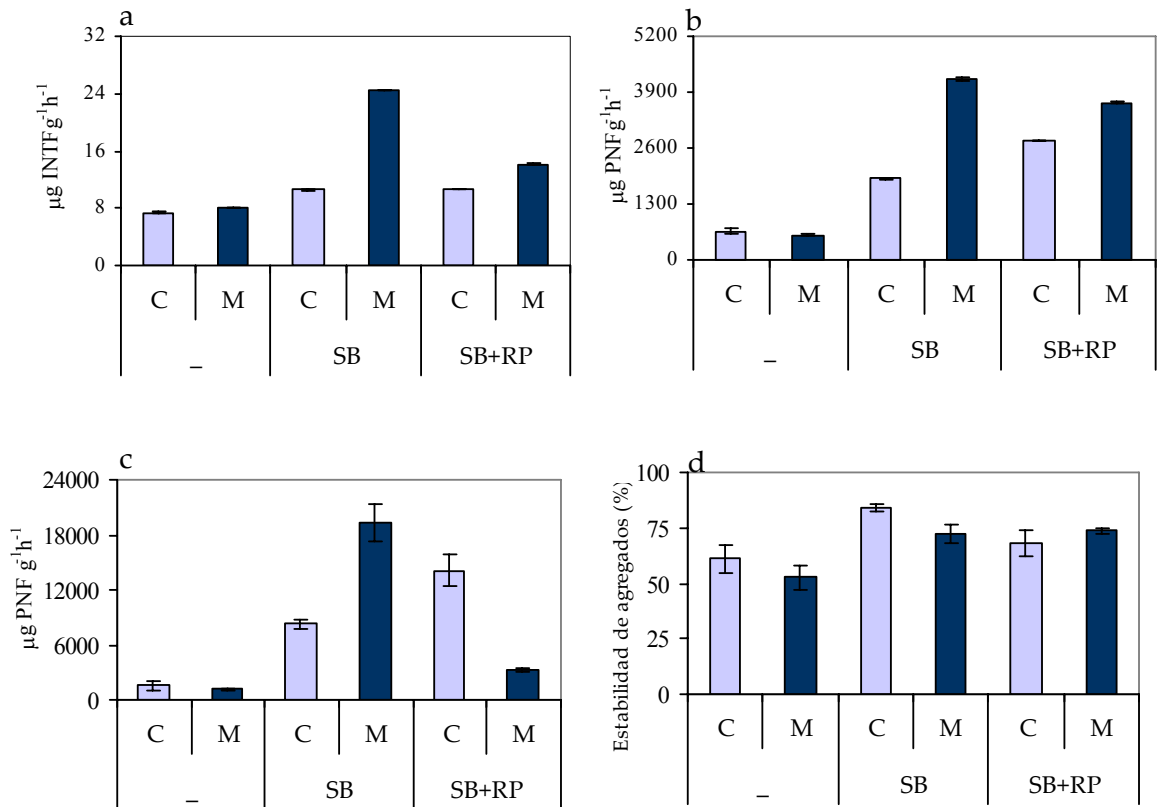 a
µg INTFg-1h-1
32
24
16
8
0
C M C M C M
_ SB SB+RP
b
µg PNFg-1h-1
5200
3900
2600
1300
0
C M C M C M
_ SB SB+RP
c
µg PNF g-1h-1
24000
18000
12000
6000
0
C M C M C M
_ SB SB+RP
d
Estabilidad de agregados (%)
100
75
50
25
0
C M C M C M
_ SB SB+RP